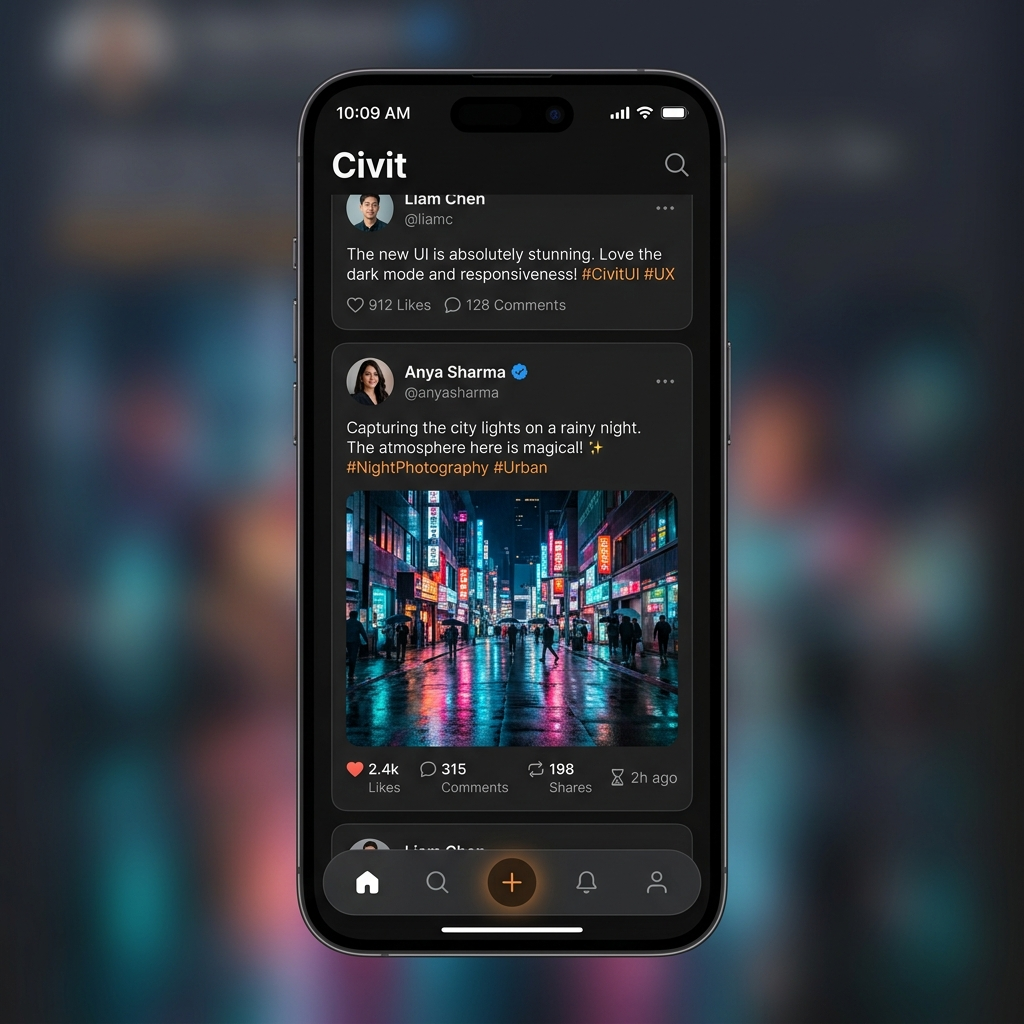 10:09 AM
Civit
Liam Chen
@liamc
The new UI is absolutely stunning. Love the
dark mode and responsiveness! #CivitUI #UX
912 Likes 128 Comments
Anya Sharma
@anyasharma
Capturing the city lights on a rainy night.
The atmosphere here is magical! ✨
#NightPhotography #Urban
2.4k 315 198 2h ago
Likes Comments Shares
Liam Chen